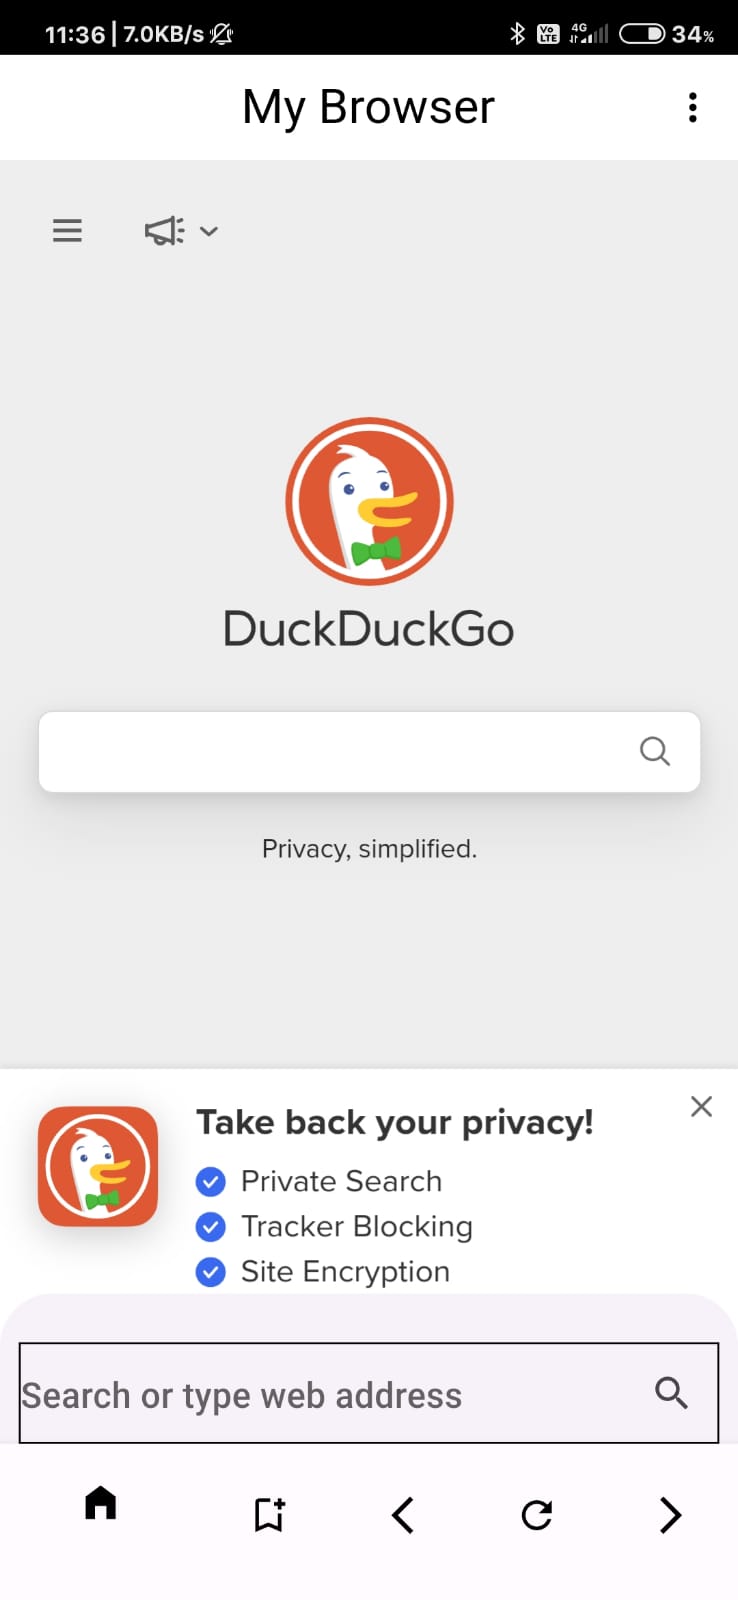 11:36 | 7.0KB/s
Vo LTE 4G 34%
My Browser
DuckDuckGo
Privacy, simplified.
Take back your privacy!
Private Search
Tracker Blocking
Site Encryption
Search or type web address